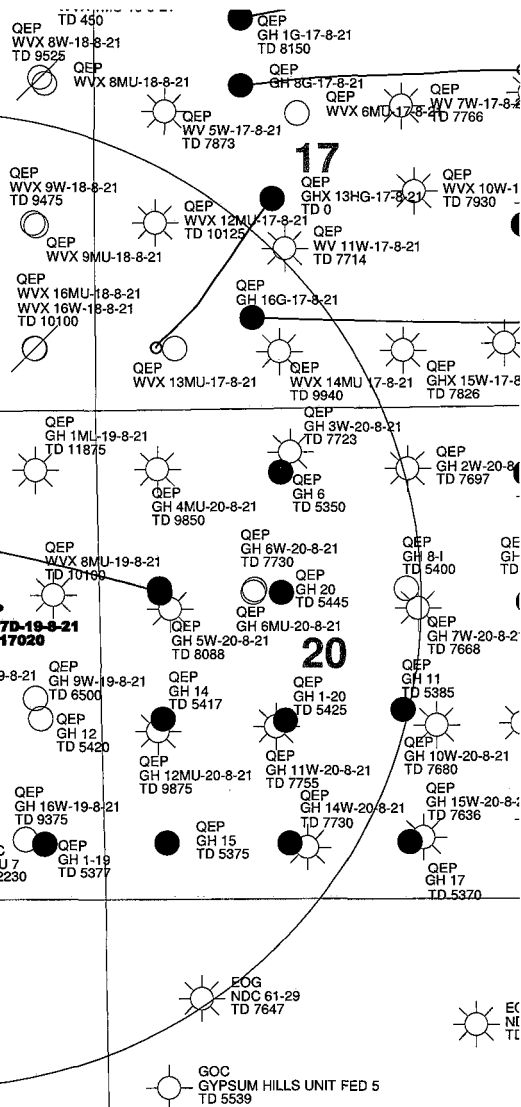 TD 450
QEP
GH 1G-17-8-21
TD 8150
QEP
WVX 8W-18-8-21
TD 9525
QEP
WVX 8MU-18-8-21
QEP
GH 8G-17-8-21
QEP
WV 5W-17-8-21
TD 7873
QEP
WVX 6MU-17-8-21
QEP
WV 7W-17-8-2
TD 7766
17
QEP
WVX 9W-18-8-21
TD 9475
QEP
WVX 9MU-18-8-21
QEP
WVX 12MU-17-8-21
TD 10125
QEP
GHX 13HG-17-8-21
TD 0
QEP
WVX 10W-1
TD 7930
QEP
WV 11W-17-8-21
TD 7714
QEP
WVX 16MU-18-8-21
WVX 16W-18-8-21
TD 10100
QEP
GH 16G-17-8-21
QEP
WVX 13MU-17-8-21
QEP
WVX 14MU 17-8-21
TD 9940
QEP
GHX 15W-17-8
TD 7826
QEP
GH 1ML-19-8-21
TD 11875
QEP
GH 3W-20-8-21
TD 7723
QEP
GH 4MU-20-8-21
TD 9850
QEP
GH 6
TD 5350
QEP
GH 2W-20-8
TD 7697
QEP
WVX 8MU-19-8-21
TD 10100
QEP
GH 6W-20-8-21
TD 7730
QEP
GH 8-I
TD 5400
QE
GH
TD
QEP
GH 20
TD 5445
GH 6MU-20-8-21
7D-19-8-21
17020
QEP
GH 5W-20-8-21
TD 8088
QEP
GH 7W-20-8-21
TD 7668
20
9-8-21
QEP
GH 9W-19-8-21
TD 6500
QEP
GH 12
TD 5420
QEP
GH 14
TD 5417
QEP
GH 1-20
TD 5425
QEP
GH 11
TD 5385
QEP
GH 12MU-20-8-21
TD 9875
QEP
GH 11W-20-8-21
TD 7755
QEP
GH 10W-20-8-21
TD 7680
QEP
GH 16W-19-8-21
TD 9375
QEP
GH 1-19
TD 5377
C
U 7
2230
QEP
GH 15
TD 5375
QEP
GH 14W-20-8-21
TD 7730
QEP
GH 15W-20-8-2
TD 7636
QEP
GH 17
TD 5370
EOG
NDC 61-29
TD 7647
EO
ND
TD
GOC
GYPSUM HILLS UNIT FED 5
TD 5539